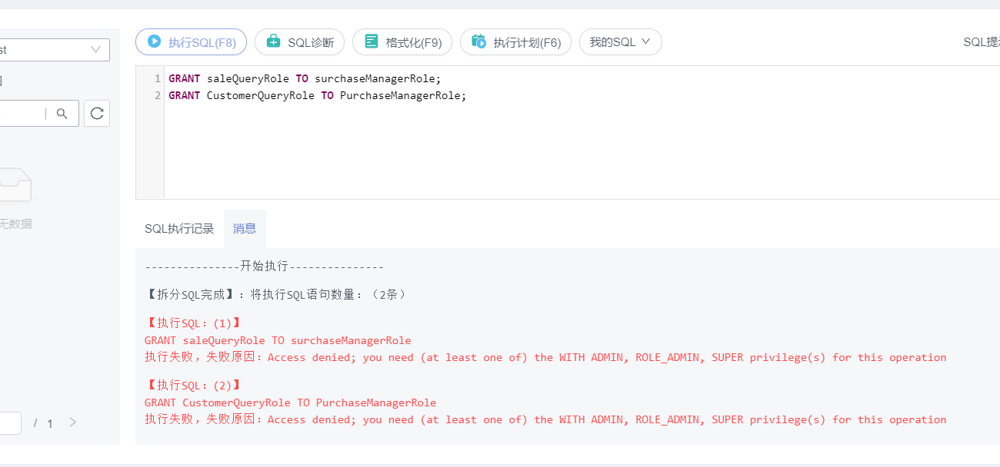 st
执行SQL(F8)
SQL诊断
格式化(F9)
执行计划(F6)
我的SQL
SQL提
1 GRANT saleQueryRole TO surchaseManagerRole;
2 GRANT CustomerQueryRole TO PurchaseManagerRole;
无数据
SQL执行记录
消息
---------------开始执行---------------
【拆分SQL完成】：将执行SQL语句数量：（2条）
【执行SQL：(1)】
GRANT saleQueryRole TO surchaseManagerRole
执行失败，失败原因：Access denied; you need (at least one of) the WITH ADMIN, ROLE_ADMIN, SUPER privilege(s) for this operation
【执行SQL：(2)】
GRANT CustomerQueryRole TO PurchaseManagerRole
执行失败，失败原因：Access denied; you need (at least one of) the WITH ADMIN, ROLE_ADMIN, SUPER privilege(s) for this operation
/ 1